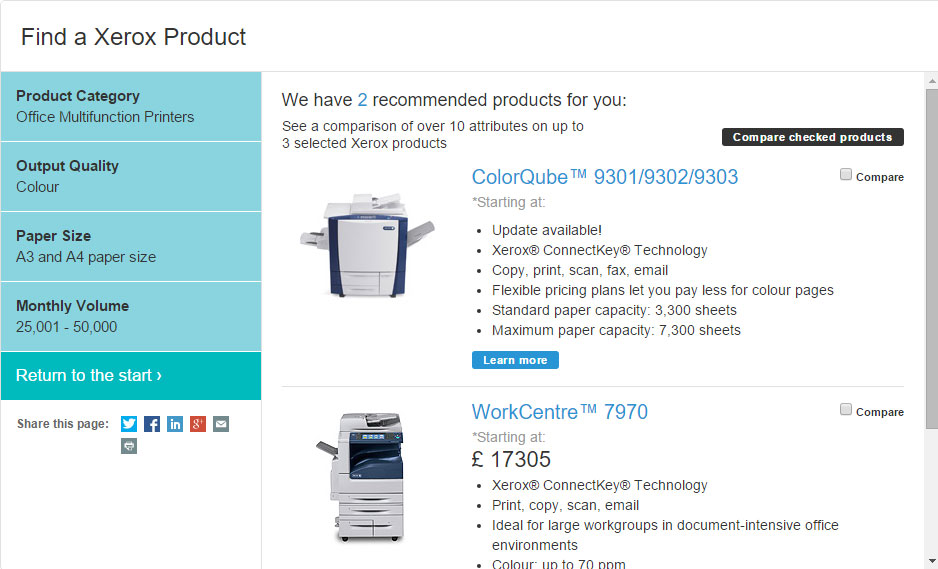 Find a Xerox Product
Product Category
Office Multifunction Printers
Output Quality
Colour
Paper Size
A3 and A4 paper size
Monthly Volume
25,001 - 50,000
Return to the start ›
Share this page:
We have 2 recommended products for you:
See a comparison of over 10 attributes on up to
3 selected Xerox products
Compare checked products
ColorQube™ 9301/9302/9303
Compare
*Starting at:
• Update available!
• Xerox® ConnectKey® Technology
• Copy, print, scan, fax, email
• Flexible pricing plans let you pay less for colour pages
• Standard paper capacity: 3,300 sheets
• Maximum paper capacity: 7,300 sheets
Learn more
WorkCentre™ 7970
Compare
*Starting at:
£ 17305
• Xerox® ConnectKey® Technology
• Print, copy, scan, email
• Ideal for large workgroups in document-intensive office
environments
• Colour: up to 70 ppm